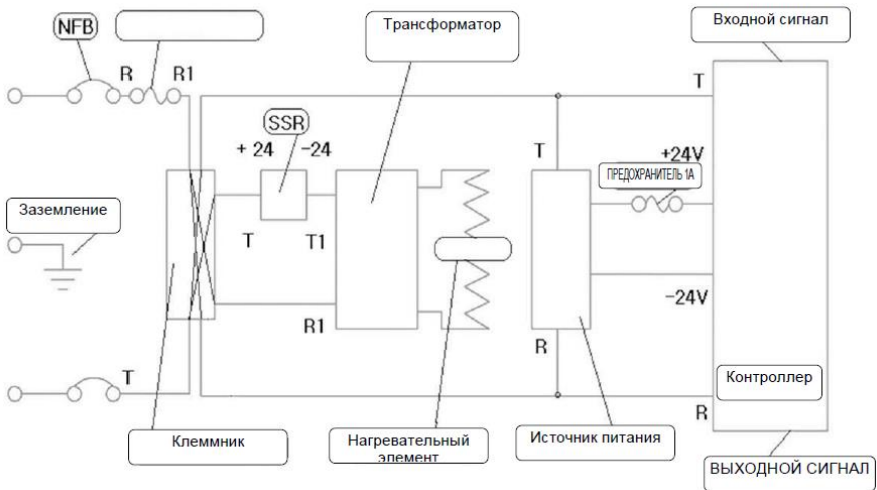 NFB
R
R1
Трансформатор
Входной сигнал
T
SSR
+ 24
-24
+24V
T
ПРЕДОХРАНИТЕЛЬ 1А
Заземление
T
T1
-24V
R1
R
T
Контроллер
R
Клеммник
Нагревательный
элемент
Источник питания
ВЫХОДНОЙ СИГНАЛ